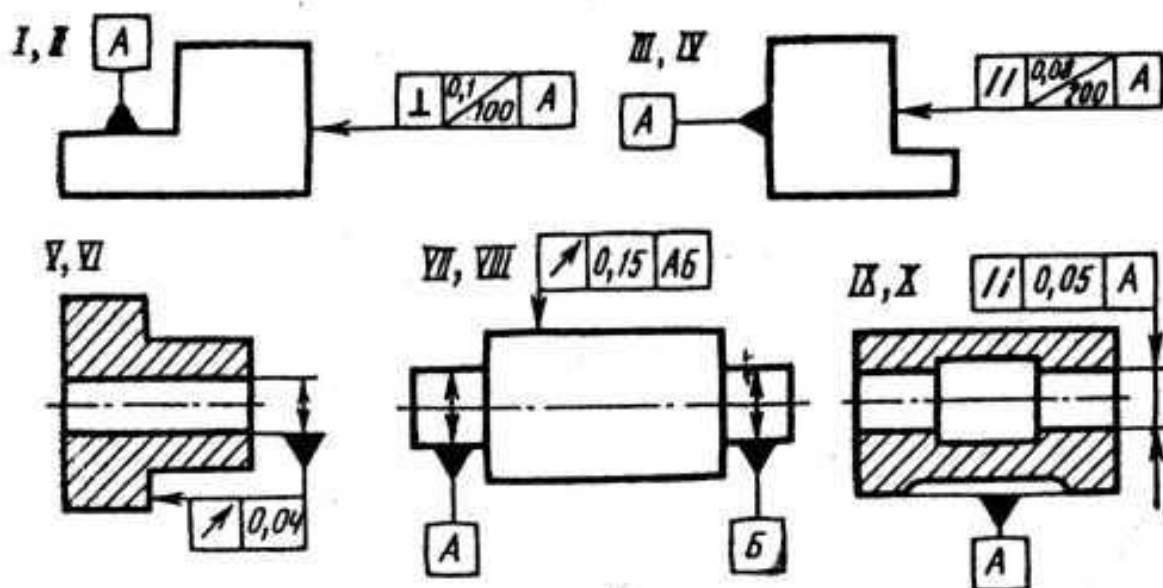 I, II
A
⊥ 0,1/100 A
III, IV
A
// 0,08/200 A
V, VI
↗ 0,04
VII, VIII
↗ 0,15 АБ
A
Б
IX, X
// 0,05 A
A